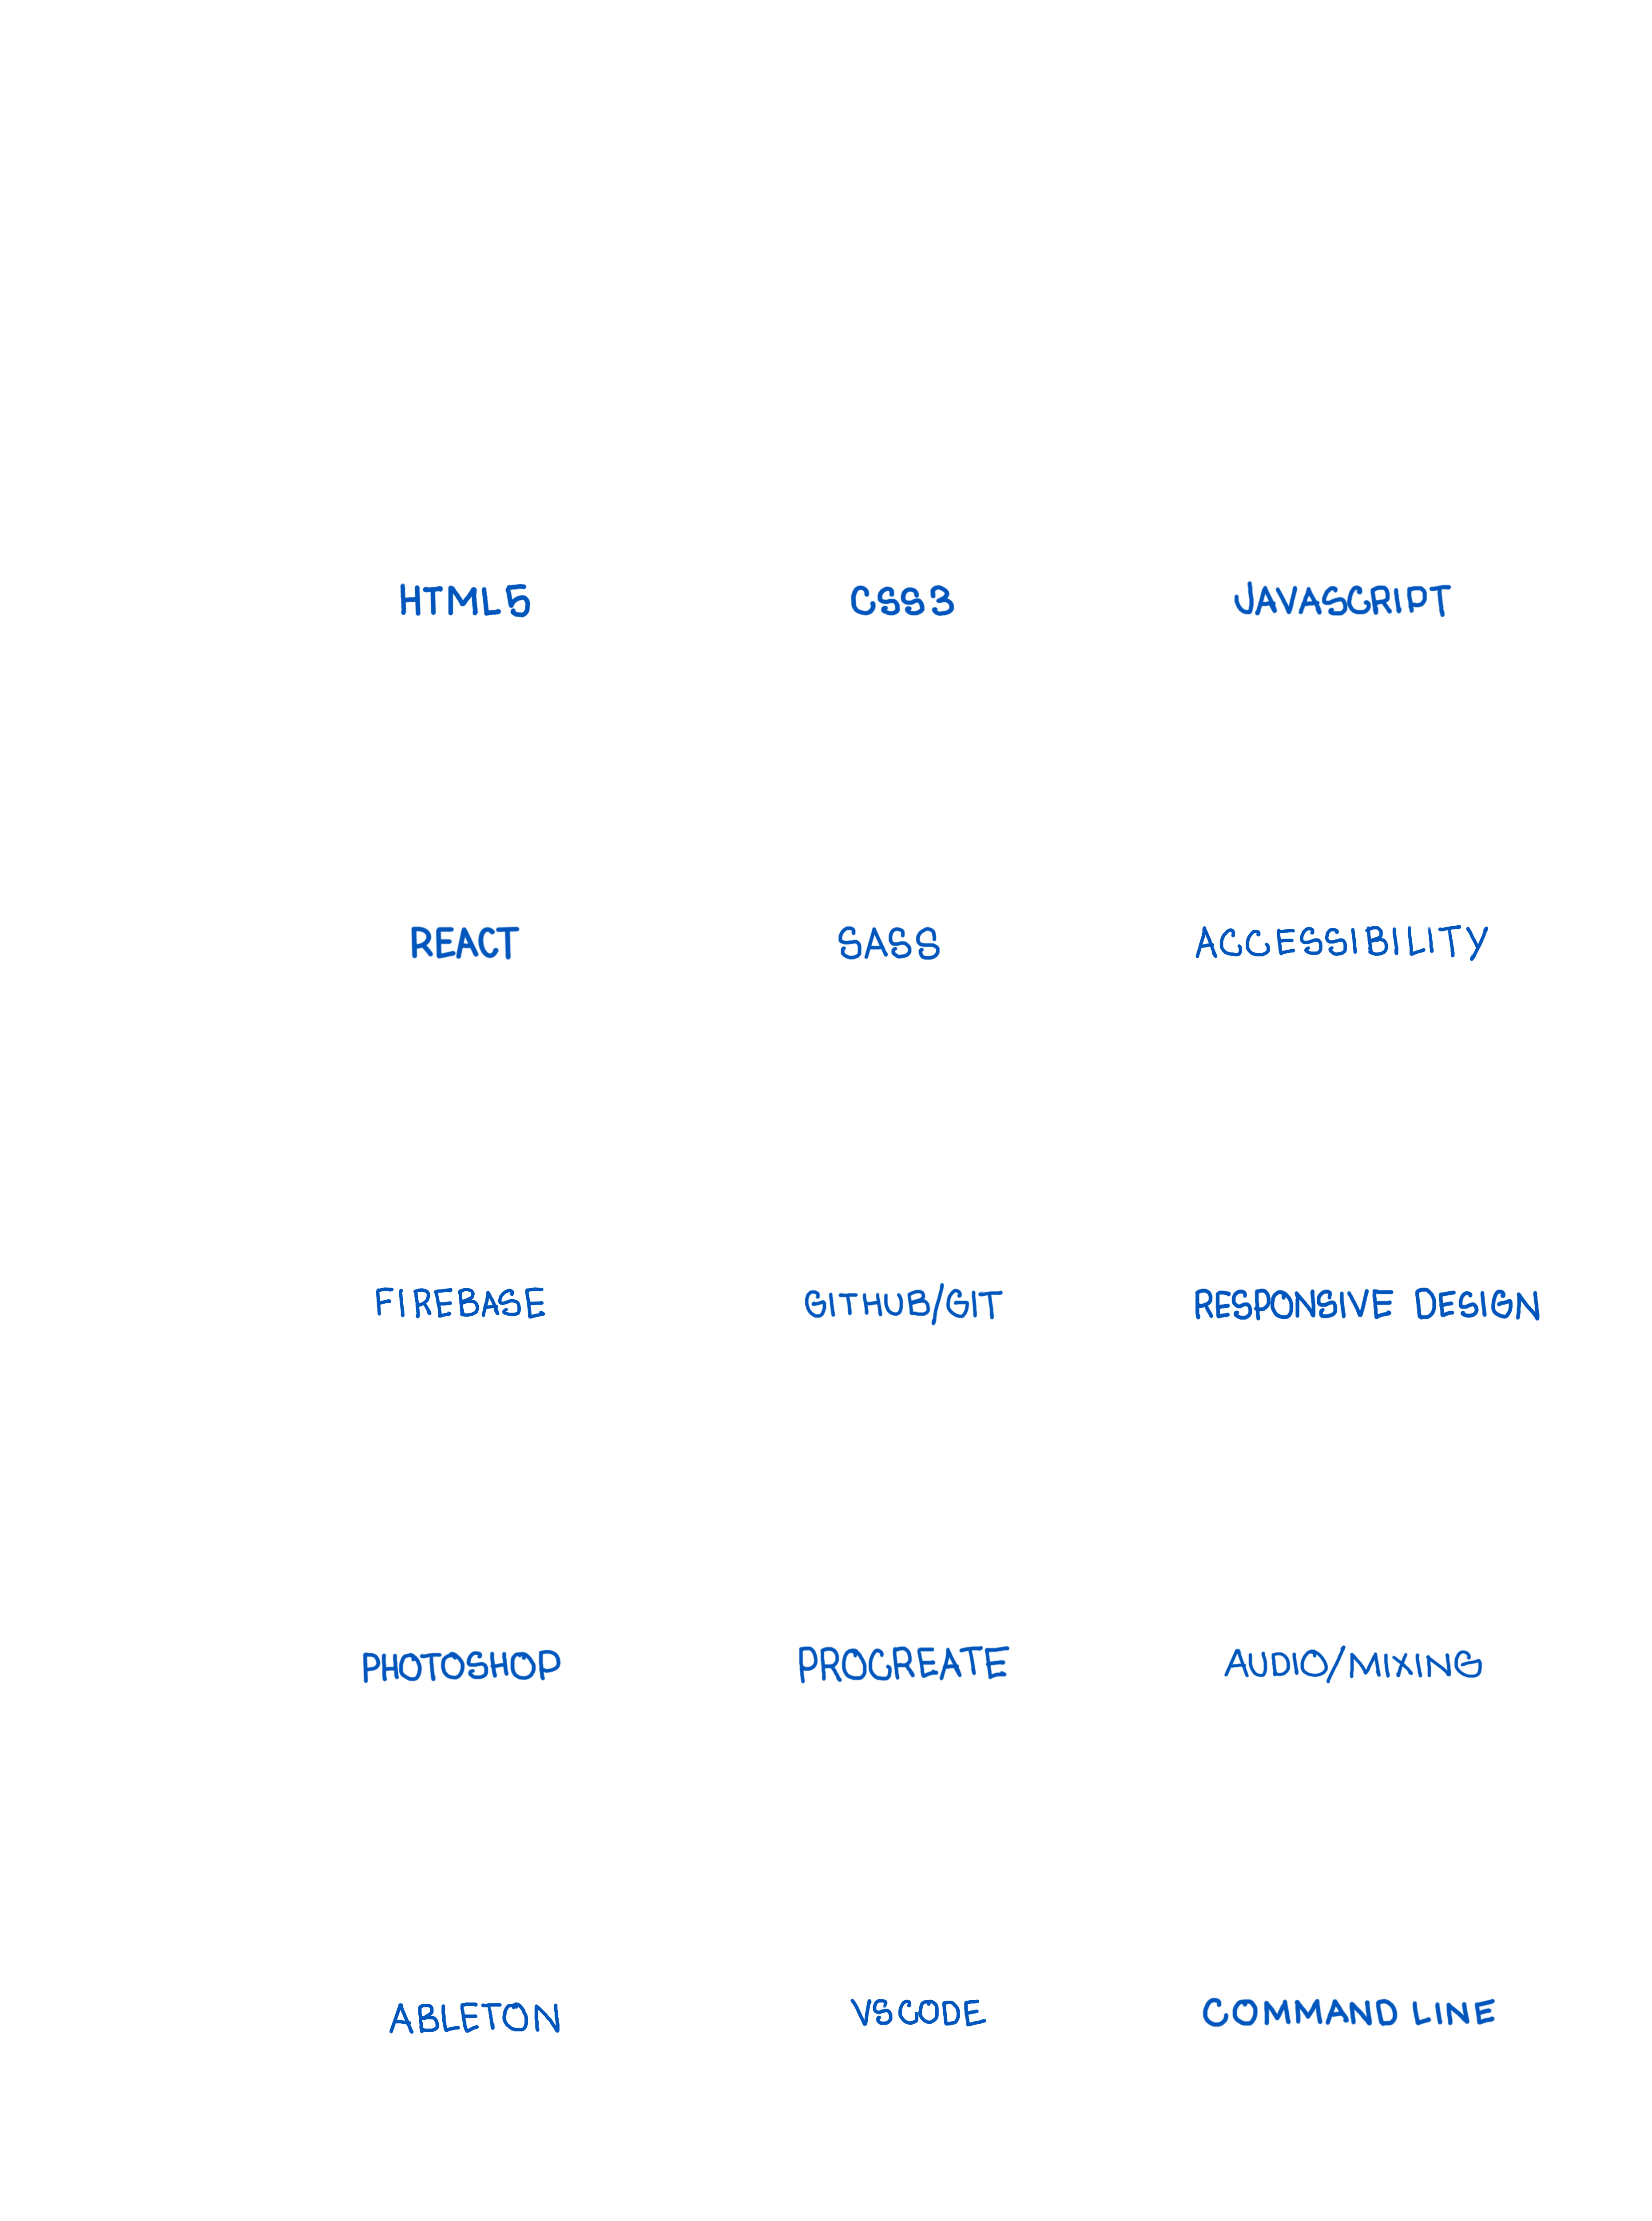 HTML5 CSS3 JAVASCRIPT
REACT SASS ACCESSIBILITY
FIREBASE GITHUB/GIT RESPONSIVE DESIGN
PHOTOSHOP PROCREATE AUDIO/MIXING
ABLETON VSCODE COMMAND LINE